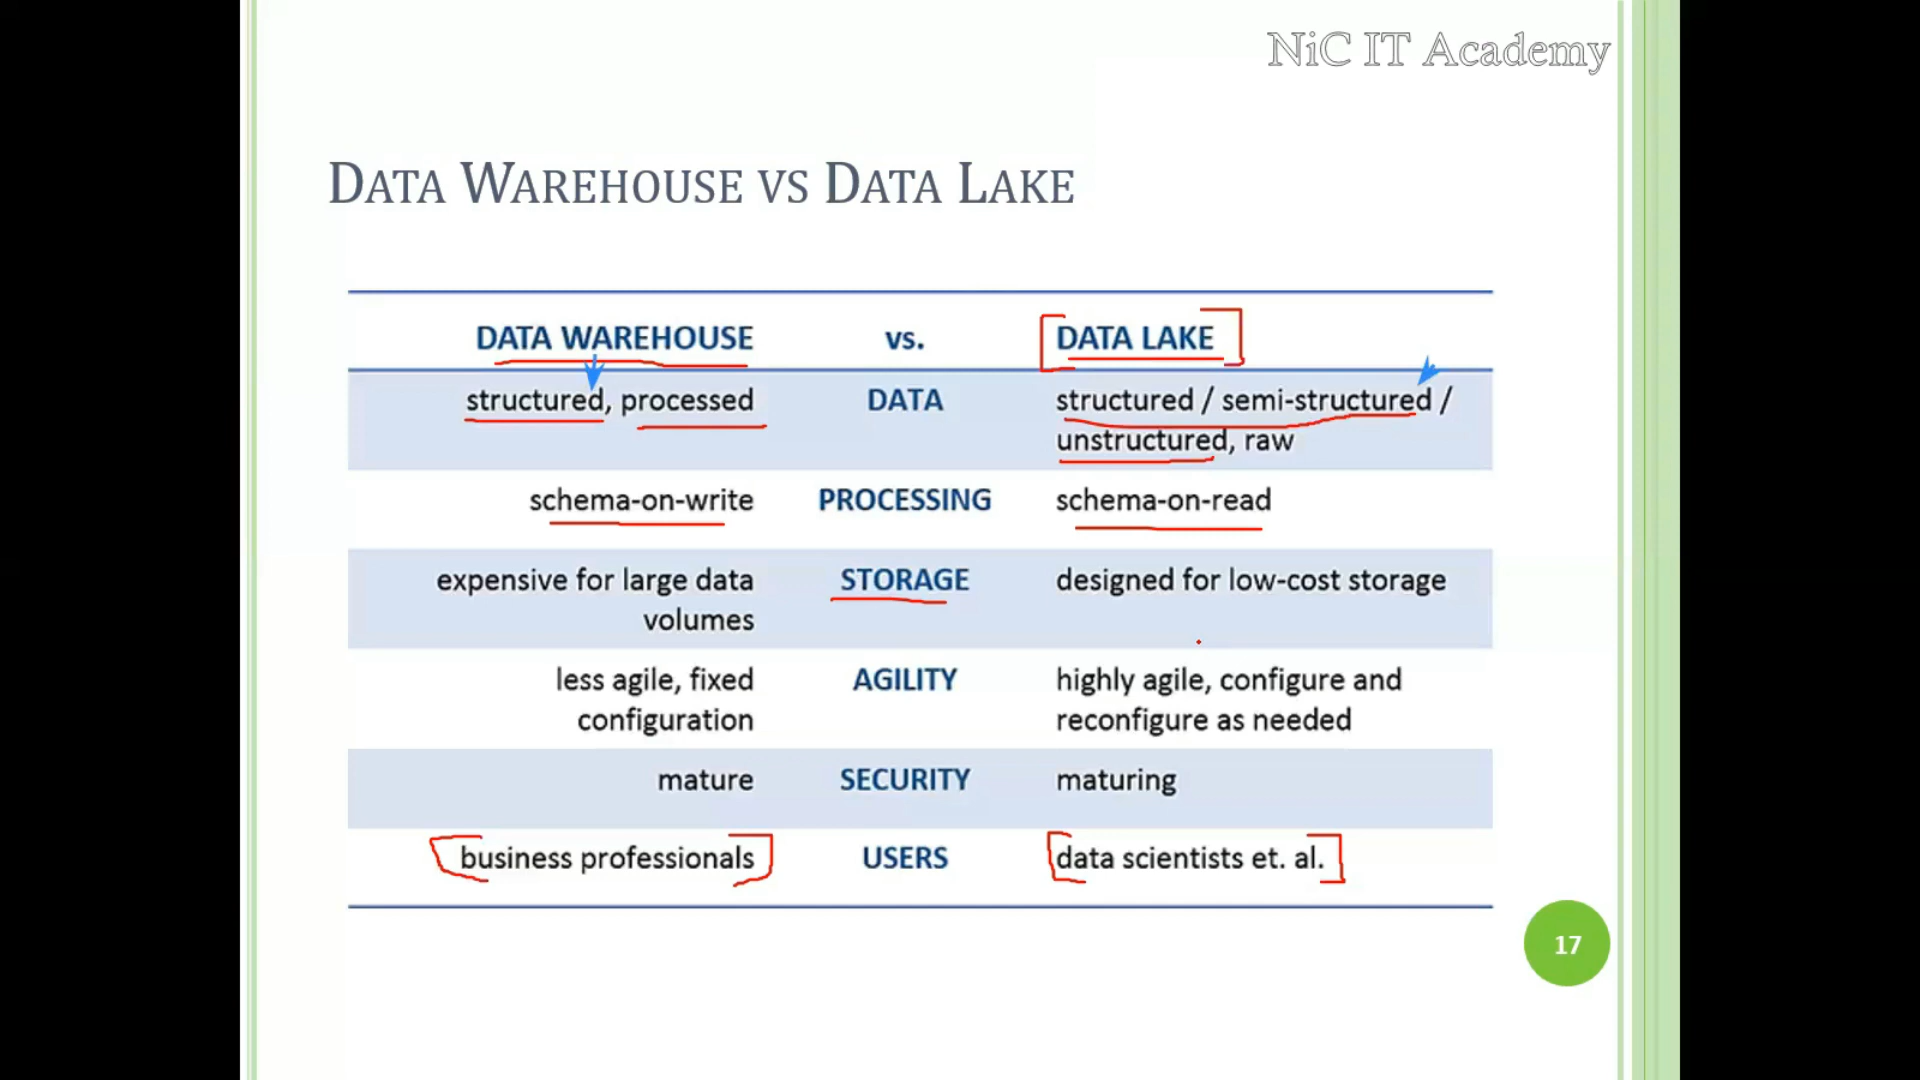 NiC IT Academy
DATA WAREHOUSE VS DATA LAKE
DATA WAREHOUSE vs. DATA LAKE
structured, processed DATA structured / semi-structured /
unstructured, raw
schema-on-write PROCESSING schema-on-read
expensive for large data STORAGE designed for low-cost storage
volumes
less agile, fixed AGILITY highly agile, configure and
configuration reconfigure as needed
mature SECURITY maturing
business professionals USERS data scientists et. al.
17